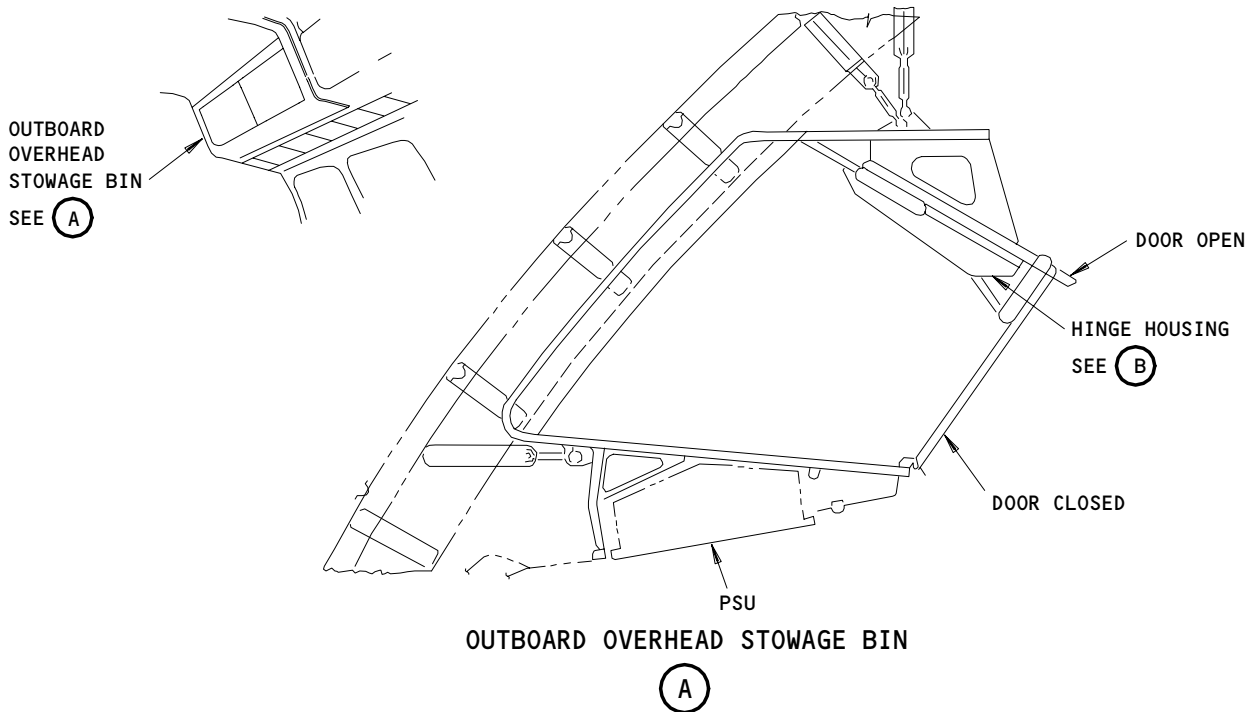 OUTBOARD
OVERHEAD
STOWAGE BIN
SEE A
DOOR OPEN
HINGE HOUSING
SEE B
DOOR CLOSED
PSU
OUTBOARD OVERHEAD STOWAGE BIN
A